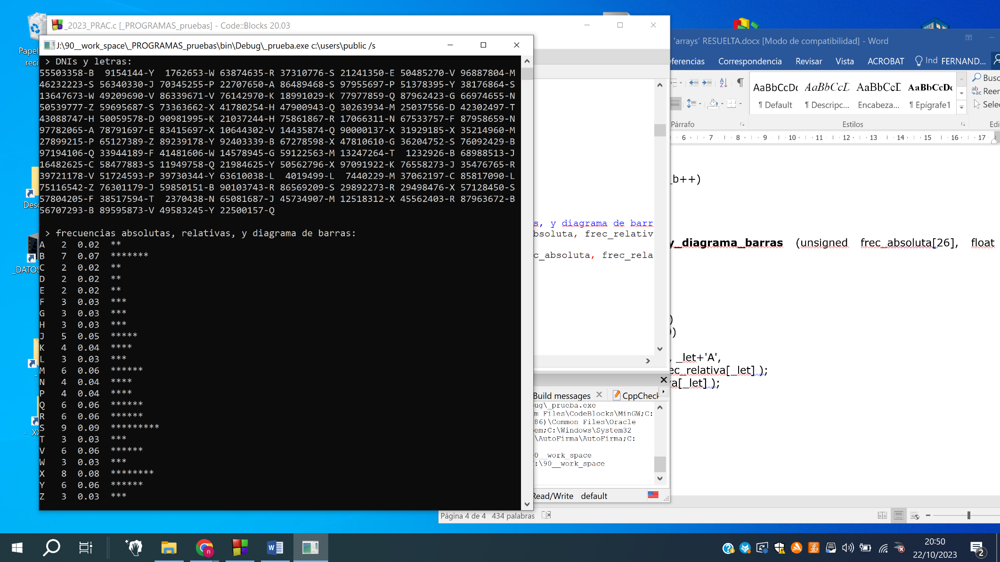 _2023_PRAC.c [_PROGRAMAS_pruebas] - Code::Blocks 20.03
J:\90__work_space\_PROGRAMAS_pruebas\bin\Debug\_prueba.exe c:\users\public /s
> DNIs y letras:
55503358-B  9154144-Y  1762653-W 63874635-R 37310776-S 21241350-E 50485270-V 96887804-M
46232223-S 56340330-J 70345255-P 22707650-A 86489468-S 97955697-P 51378395-Y 38176864-S
13647673-W 49209690-V 86339671-V 76142970-K 18991029-K 77977859-Q 87962423-G 66974655-N
50539777-Z 59695687-S 73363662-X 41780254-H 47900943-Q 30263934-M 25037556-D 42302497-T
43088747-H 50059578-D 90981995-K 21037244-H 75861867-R 17066311-N 67533757-F 87958659-N
97782065-A 78791697-E 83415697-X 10644302-V 14435874-Q 90000137-X 31929185-X 35214960-M
27899215-P 65127389-Z 89239178-Y 92403339-B 67278598-X 47810610-G 36204752-S 76092429-B
97194106-Q 33944189-F 41481606-W 14578945-G 59122563-M 13247264-T  1232926-B 68988513-J
16482625-C 58477883-S 11949758-Q 21984625-Y 50562796-X 97091922-K 76558273-J 35476765-R
39721178-V 51724593-P 39730344-Y 63610038-L  4019499-L  7440229-M 37062197-C 85817090-L
75116542-Z 76301179-J 59850151-B 90103743-R 86569209-S 29892273-R 29498476-X 57128450-S
57804205-F 38517594-T  2370438-N 65081687-J 45734907-M 12518312-X 45562403-R 87963672-B
56707293-B 89595873-V 49583245-Y 22500157-Q
> frecuencias absolutas, relativas, y diagrama de barras:
A 2 0.02 **
B 7 0.07 *******
C 2 0.02 **
D 2 0.02 **
E 2 0.02 **
F 3 0.03 ***
G 3 0.03 ***
H 3 0.03 ***
J 5 0.05 *****
K 4 0.04 ****
L 3 0.03 ***
M 6 0.06 ******
N 4 0.04 ****
P 4 0.04 ****
Q 6 0.06 ******
R 6 0.06 ******
S 9 0.09 *********
T 3 0.03 ***
V 6 0.06 ******
W 3 0.03 ***
X 8 0.08 ********
Y 6 0.06 ******
Z 3 0.03 ***
Papel
reci
Desc
_DATOS
- XX
s, y diagrama de barr
bsoluta, frec_relativ
c_absoluta, frec_rela
Build messages CppCheck
ug\_prueba.exe
m Files\CodeBlocks\MinGW;C:
86)\Common Files\Oracle
em;C:\Windows\System32
\AutoFirma\AutoFirma;C:
0__work_space
:\90__work_space
Read/Write default
'arrays' RESUELTA.docx [Modo de compatibilidad] - Word
eferencias Correspondencia Revisar Vista ACROBAT Ind FERNAND...
AaBbCcDc AaBbCcL AaBbCcD AaBbCcDc
¶ Default ¶ Descripc... Encabeza... ¶ Epígrafe1
Busc
Reen
Selec
Párrafo Estilos Edi
6 7 8 9 10 11 12 13 14 15 16 17
_b++)
y_diagrama_barras (unsigned frec_absoluta[26], float
)
)
, _let+'A',
ec_relativa[_let] );
a[_let] );
Página 4 de 4 434 palabras
20:50
22/10/2023
2